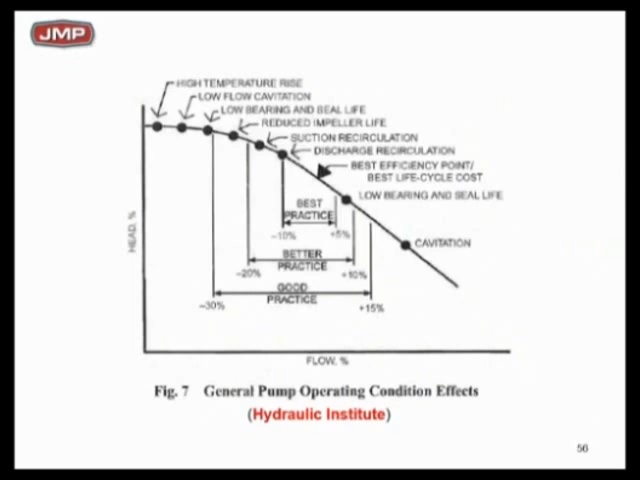 JMP
HIGH TEMPERATURE RISE
LOW FLOW CAVITATION
LOW BEARING AND SEAL LIFE
REDUCED IMPELLER LIFE
SUCTION RECIRCULATION
DISCHARGE RECIRCULATION
BEST EFFICIENCY POINT/
BEST LIFE-CYCLE COST
LOW BEARING AND SEAL LIFE
BEST
PRACTICE
-10%
+5%
CAVITATION
BETTER
PRACTICE
-20%
+10%
GOOD
PRACTICE
-30%
+15%
HEAD, %
FLOW, %
Fig. 7 General Pump Operating Condition Effects
(Hydraulic Institute)
56